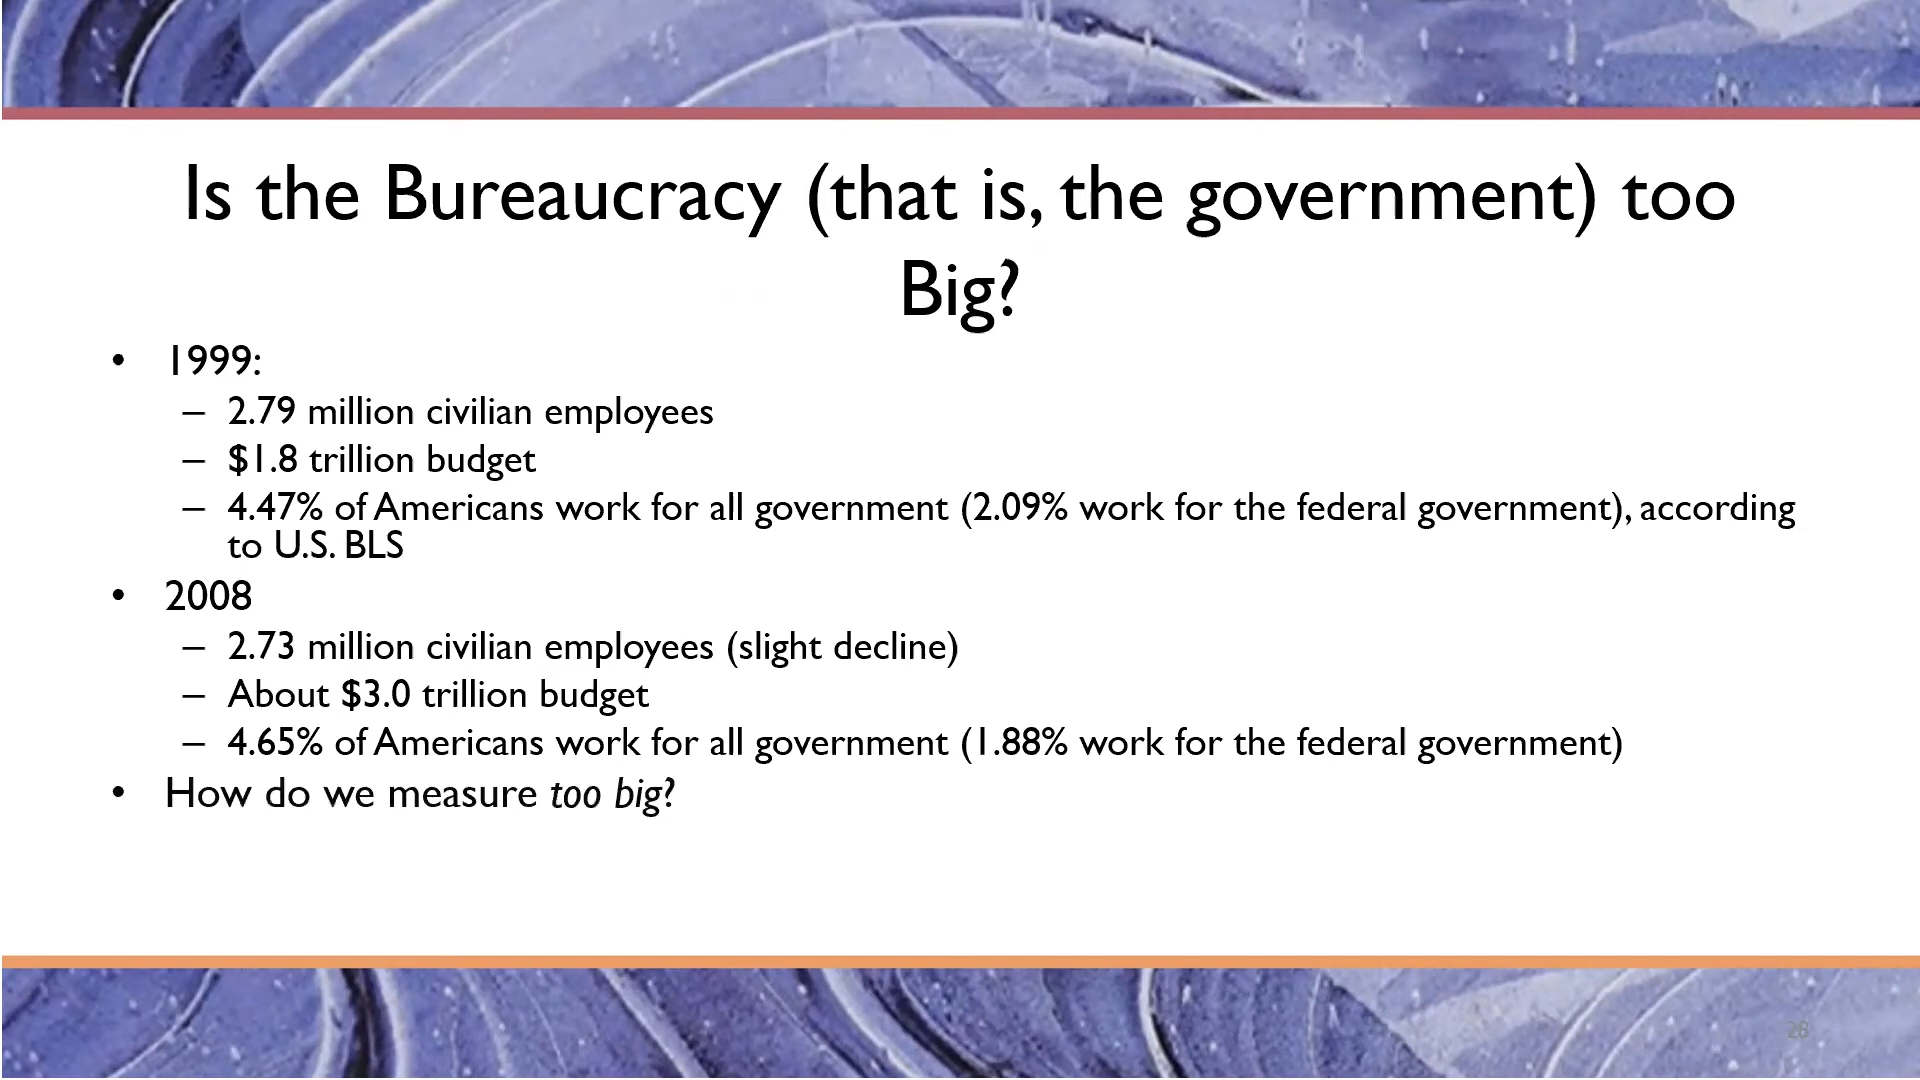 Is the Bureaucracy (that is, the government) too
Big?
• 1999:
– 2.79 million civilian employees
– $1.8 trillion budget
– 4.47% of Americans work for all government (2.09% work for the federal government), according
to U.S. BLS
• 2008
– 2.73 million civilian employees (slight decline)
– About $3.0 trillion budget
– 4.65% of Americans work for all government (1.88% work for the federal government)
• How do we measure too big?
28